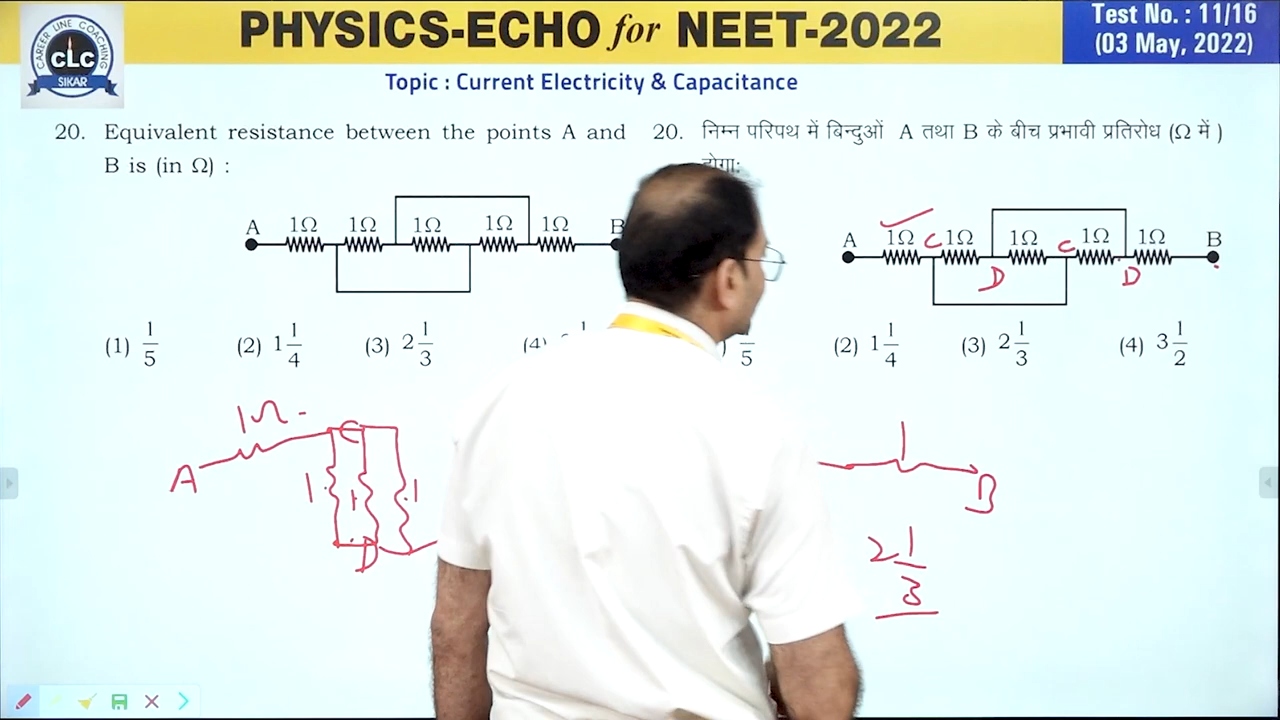 PHYSICS-ECHO for NEET-2022
Test No. : 11/16
(03 May, 2022)
CAREER LINE COACHING
CLC
SIKAR
Topic : Current Electricity & Capacitance
20. Equivalent resistance between the points A and
B is (in Ω) :
A 1Ω 1Ω 1Ω 1Ω 1Ω B
(1) 1/5 (2) 1 1/4 (3) 2 1/3 (4)
20. निम्न परिपथ में बिन्दुओं A तथा B के बीच प्रभावी प्रतिरोध (Ω में )
होगा:
A 1Ω C 1Ω D 1Ω C 1Ω D 1Ω B
/5 (2) 1 1/4 (3) 2 1/3 (4) 3 1/2
A 1Ω C 1 1 1 D
1 B
2 1/3